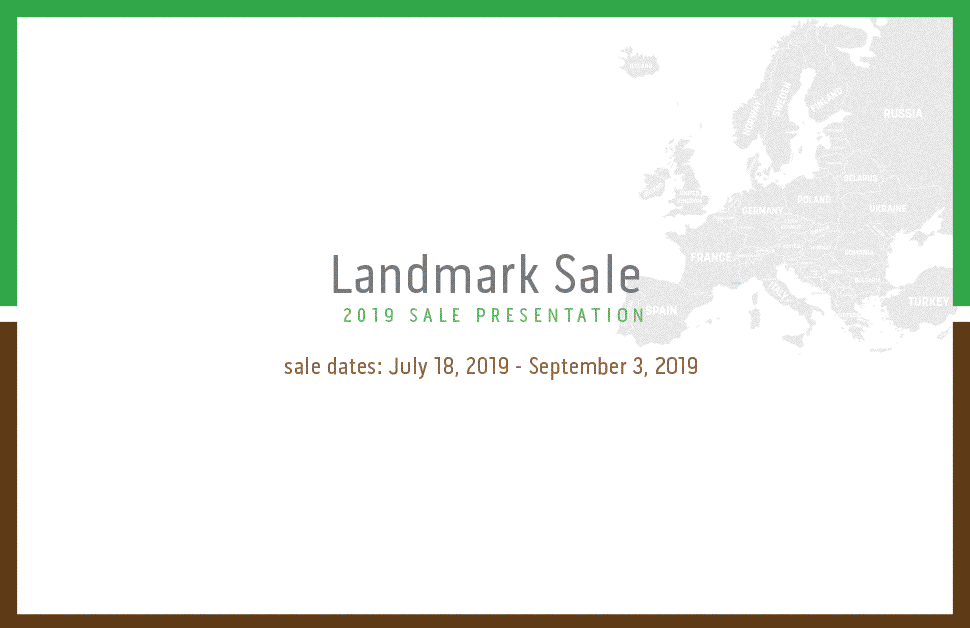 ICELAND
NORWAY
SWEDEN
FINLAND
RUSSIA
UNITED KINGDOM
BELARUS
POLAND
GERMANY
UKRAINE
FRANCE
ROMANIA
ITALY
SPAIN
TURKEY
Landmark Sale
2019 SALE PRESENTATION
sale dates: July 18, 2019 - September 3, 2019